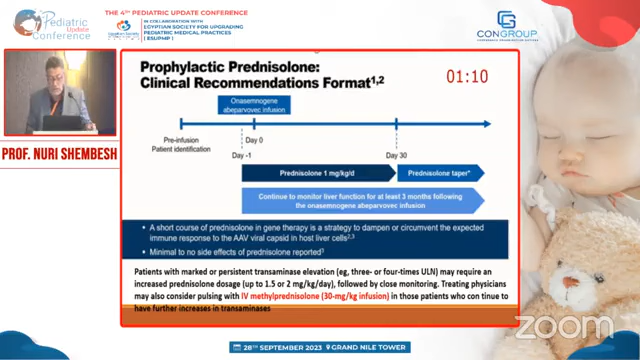 Pediatric
Update
Conference
THE 4TH PEDIATRIC UPDATE CONFERENCE
IN COLLABORATION WITH
EGYPTIAN SOCIETY FOR UPGRADING
PEDIATRIC MEDICAL PRACTICES
(ESUPMP)
CONGROUP
Prophylactic Prednisolone:
Clinical Recommendations Format1,2
01:10
Onasemnogene
abeparvovec infusion
Pre-infusion
Patient identification
Day 0
Day -1
Day 30
Prednisolone 1 mg/kg/d
Prednisolone taper*
Continue to monitor liver function for at least 3 months following
the onasemnogene abeparvovec infusion
• A short course of prednisolone in gene therapy is a strategy to dampen or circumvent the expected
immune response to the AAV viral capsid in host liver cells2,3
• Minimal to no side effects of prednisolone reported3
Patients with marked or persistent transaminase elevation (eg, three- or four-times ULN) may require an
increased prednisolone dosage (up to 1.5 or 2 mg/kg/day), followed by close monitoring. Treating physicians
may also consider pulsing with IV methylprednisolone (30-mg/kg infusion) in those patients who con tinue to
have further increases in transaminases
PROF. NURI SHEMBESH
zoom
28TH SEPTEMBER 2023
GRAND NILE TOWER